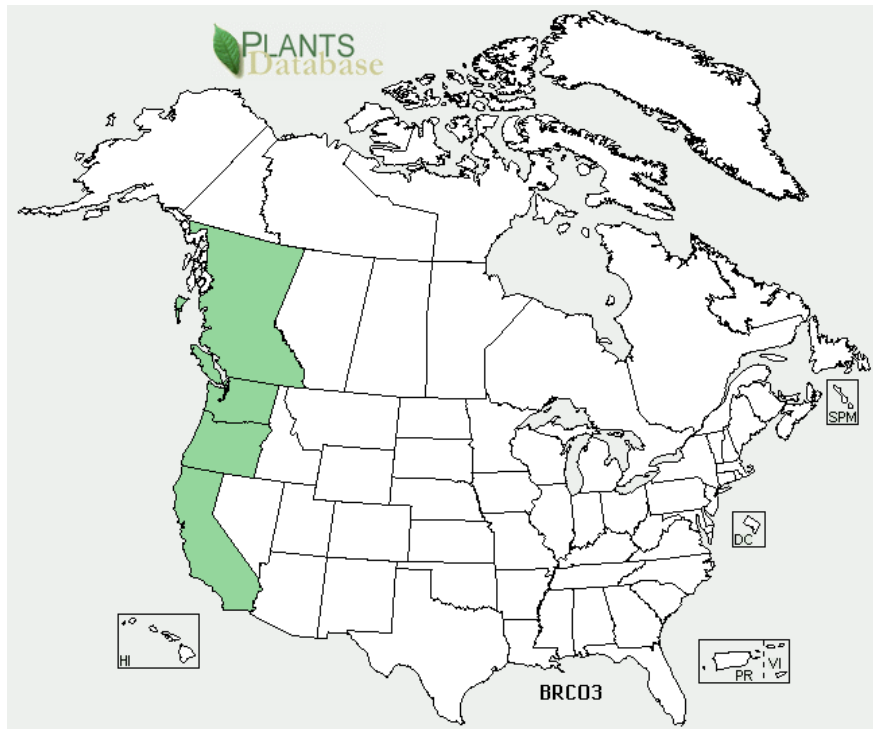 PLANTS
Database
SPM
DC
HI
PR VI
BRCO3